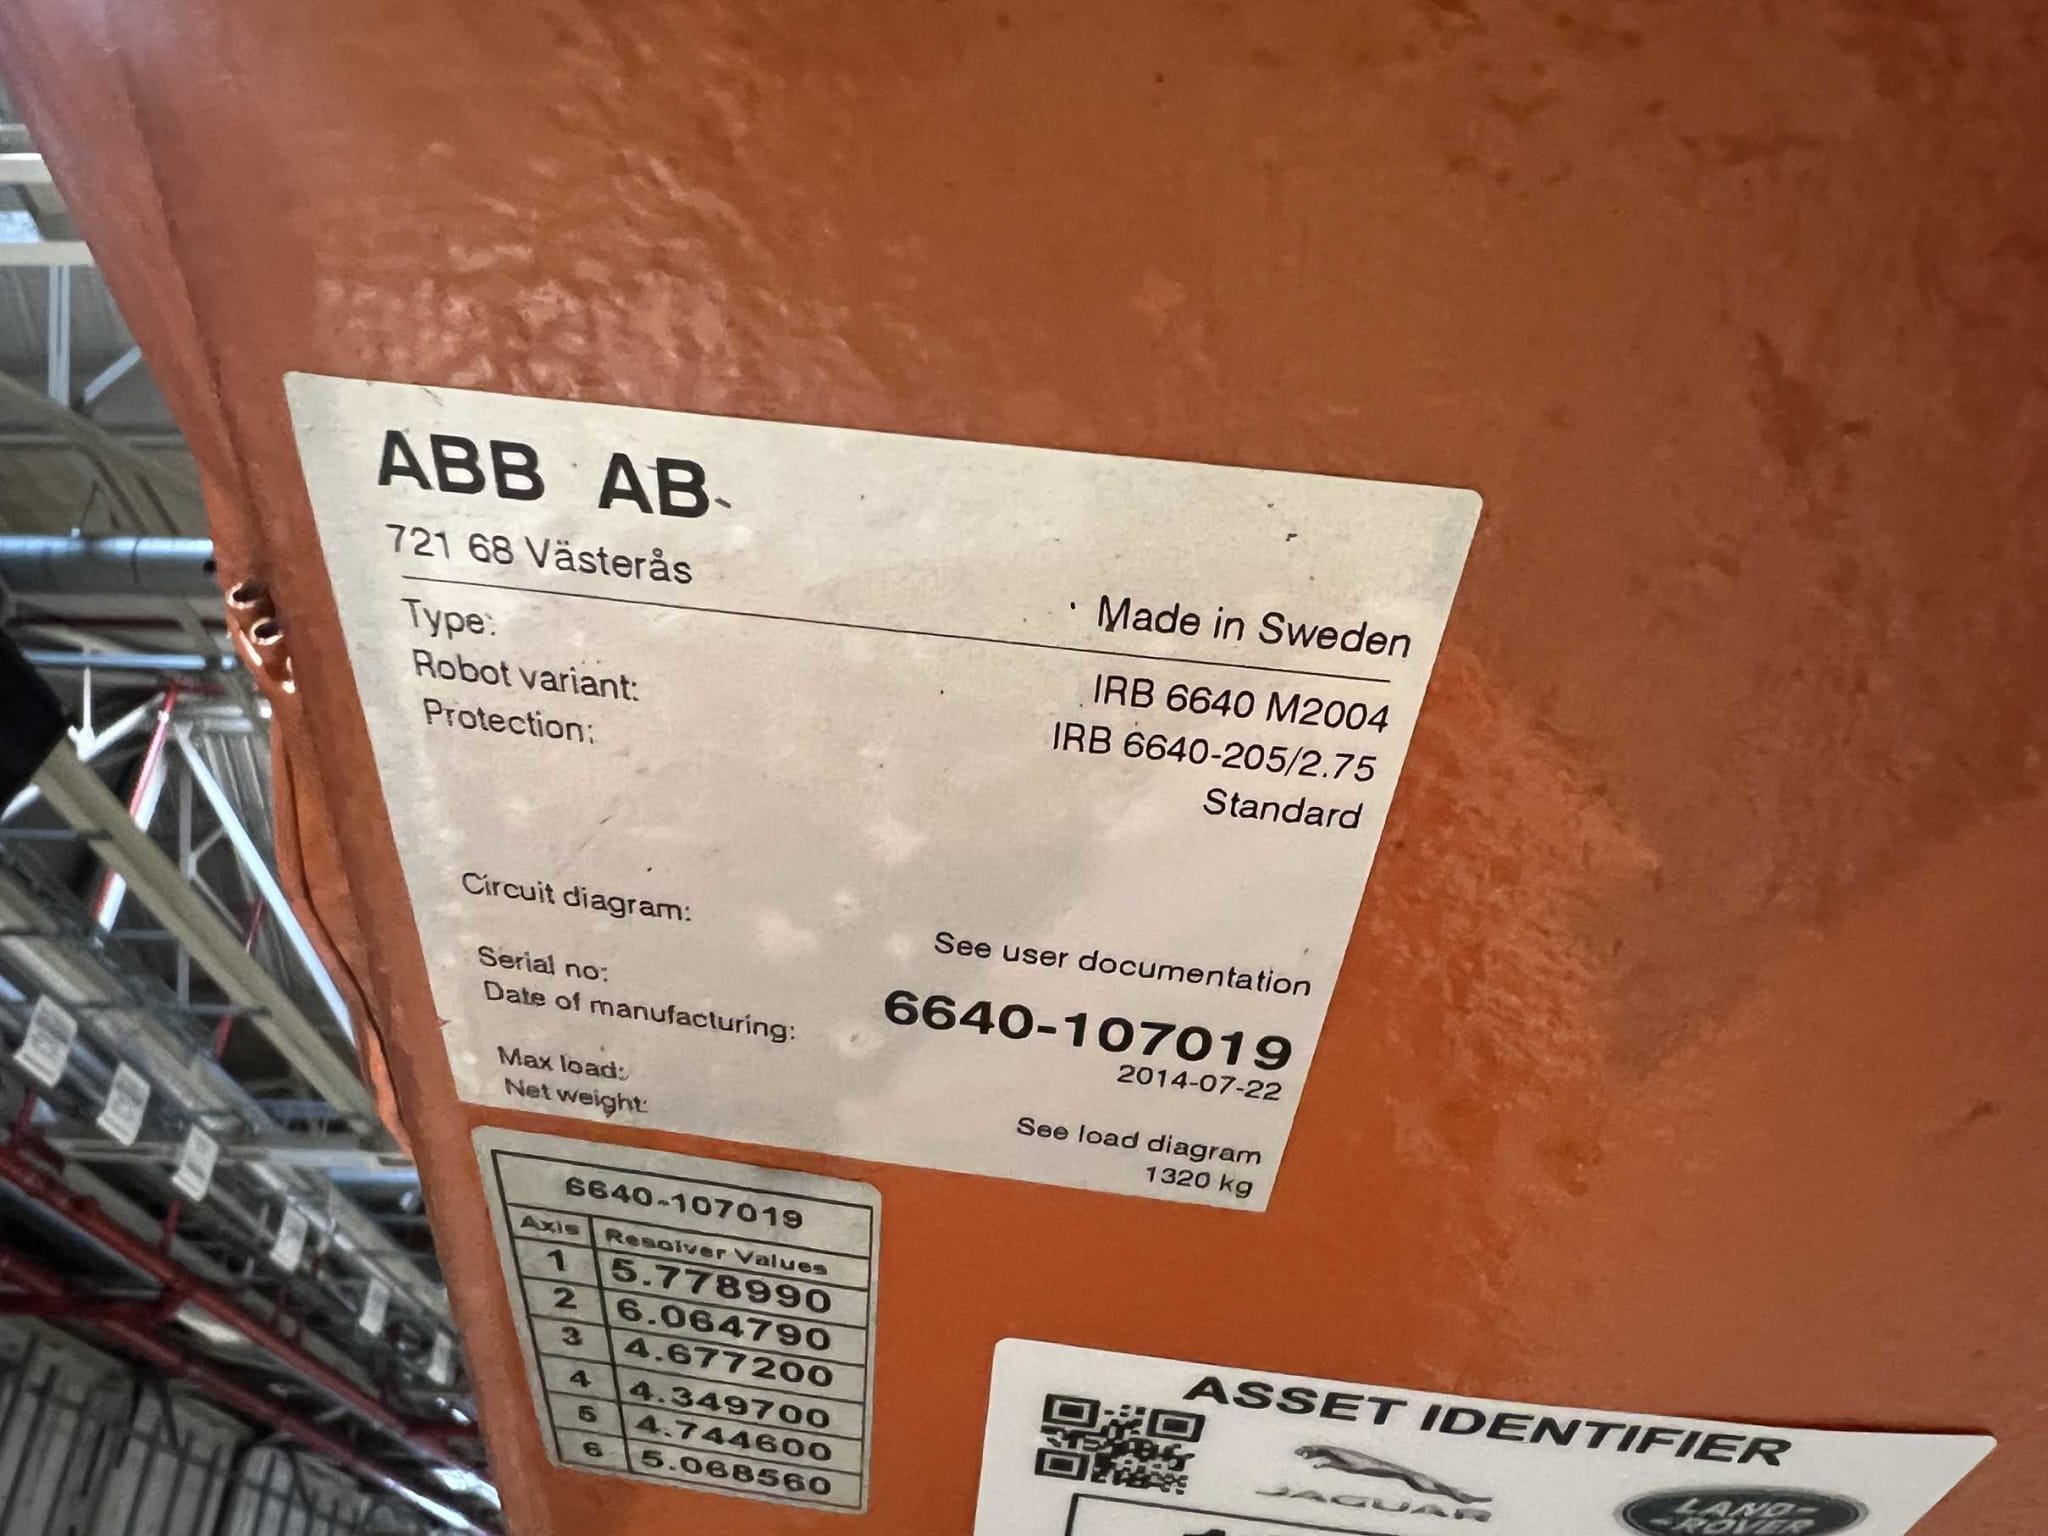 ABB AB
721 68 Västerås
Made in Sweden
Type: IRB 6640 M2004
Robot variant: IRB 6640-205/2.75
Protection: Standard
Circuit diagram: See user documentation
Serial no: 6640-107019
Date of manufacturing: 2014-07-22
Max load: See load diagram
Net weight: 1320 kg
6640-107019
Axis Resolver Values
1 5.778990
2 6.064790
3 4.677200
4 4.349700
5 4.744600
6 5.068560
ASSET IDENTIFIER
JAGUAR
LAND-
-ROVER